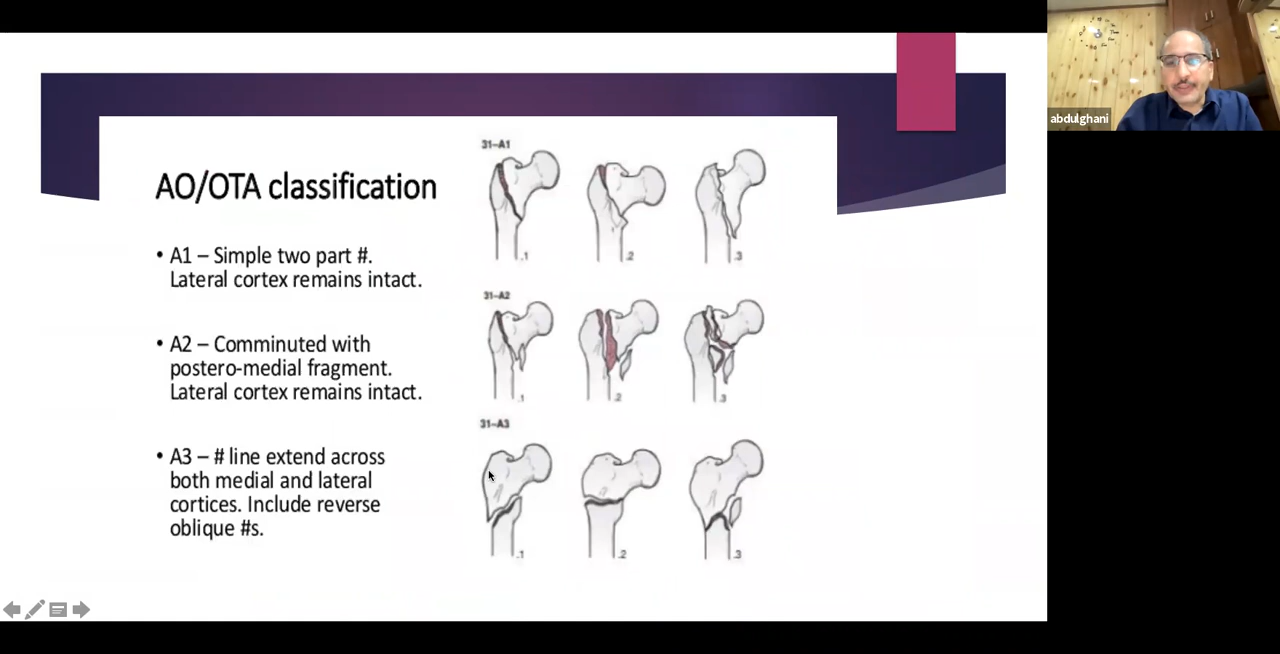 abdulghani
AO/OTA classification
• A1 – Simple two part #.
Lateral cortex remains intact.
• A2 – Comminuted with
postero-medial fragment.
Lateral cortex remains intact.
• A3 – # line extend across
both medial and lateral
cortices. Include reverse
oblique #s.
31-A1
.1 .2 .3
31-A2
.1 .2 .3
31-A3
.1 .2 .3